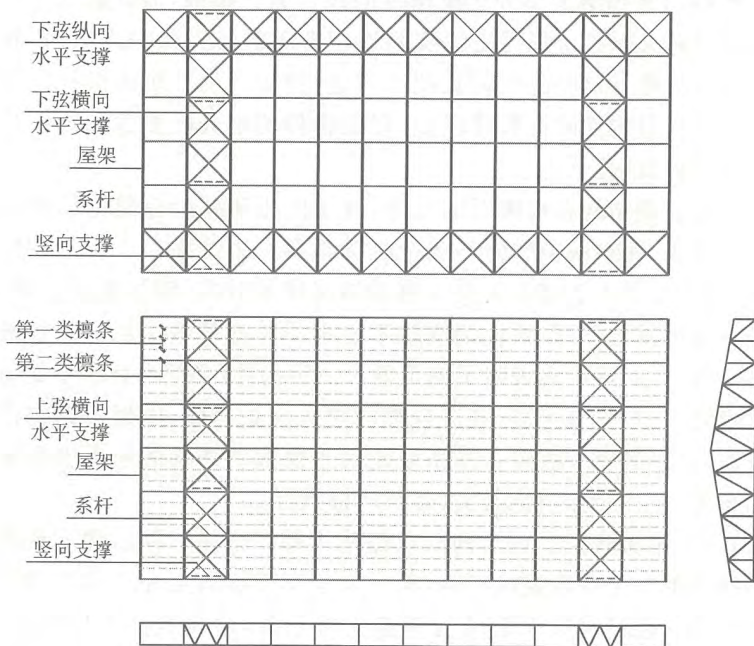 下弦纵向
水平支撑
下弦横向
水平支撑
屋架
系杆
竖向支撑
第一类檩条
第二类檩条
上弦横向
水平支撑
屋架
系杆
竖向支撑